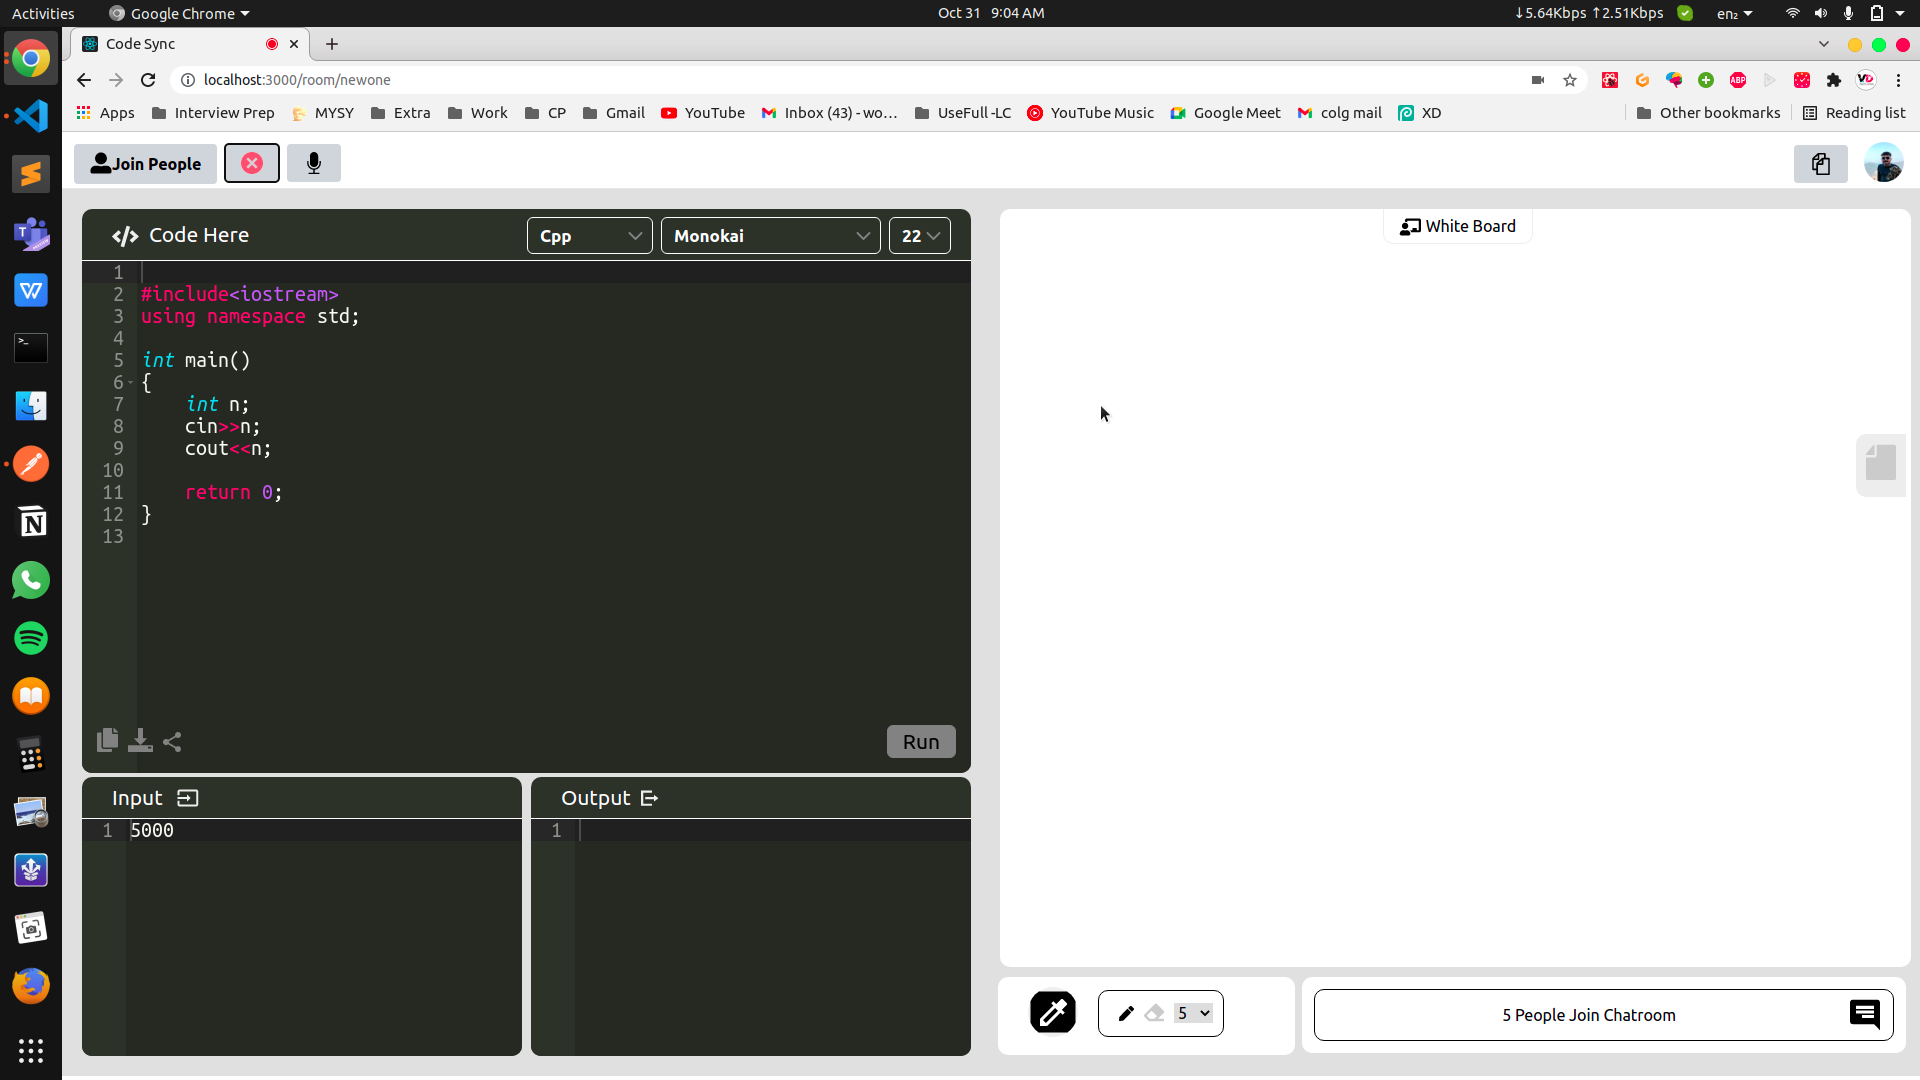 Activities Google Chrome Oct 31 9:04 AM ↓5.64Kbps ↑2.51Kbps en₂
Code Sync
localhost:3000/room/newone
Apps Interview Prep MYSY Extra Work CP Gmail YouTube Inbox (43) - wo... UseFull -LC YouTube Music Google Meet colg mail XD Other bookmarks Reading list
Join People
Code Here Cpp Monokai 22
1
2 #include<iostream>
3 using namespace std;
4
5 int main()
6 {
7 int n;
8 cin>>n;
9 cout<<n;
10
11 return 0;
12 }
13
Run
Input
1 5000
Output
1
White Board
5
5 People Join Chatroom